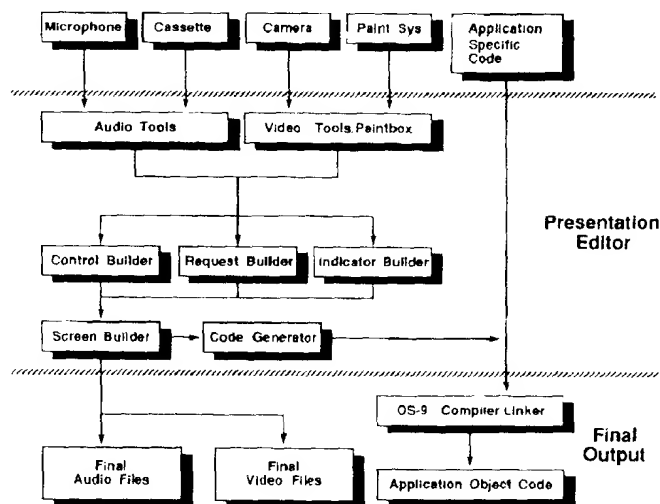 Microphone
Cassette
Camera
Paint Sys
Application
Specific
Code
Audio Tools
Video Tools.Paintbox
Presentation
Editor
Control Builder
Request Builder
Indicator Builder
Screen Builder
Code Generator
OS-9 Compiler Linker
Final
Output
Final
Audio Files
Final
Video Files
Application Object Code